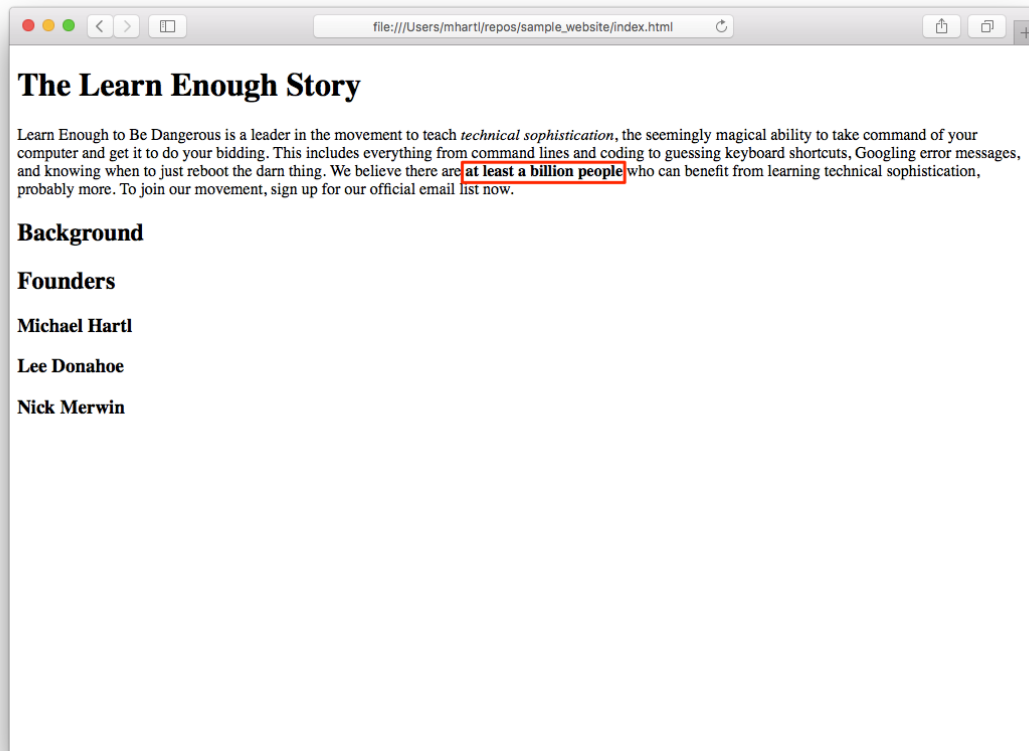 file:///Users/mhartl/repos/sample_website/index.html
The Learn Enough Story
Learn Enough to Be Dangerous is a leader in the movement to teach technical sophistication, the seemingly magical ability to take command of your
computer and get it to do your bidding. This includes everything from command lines and coding to guessing keyboard shortcuts, Googling error messages,
and knowing when to just reboot the darn thing. We believe there are at least a billion people who can benefit from learning technical sophistication,
probably more. To join our movement, sign up for our official email list now.
Background
Founders
Michael Hartl
Lee Donahoe
Nick Merwin